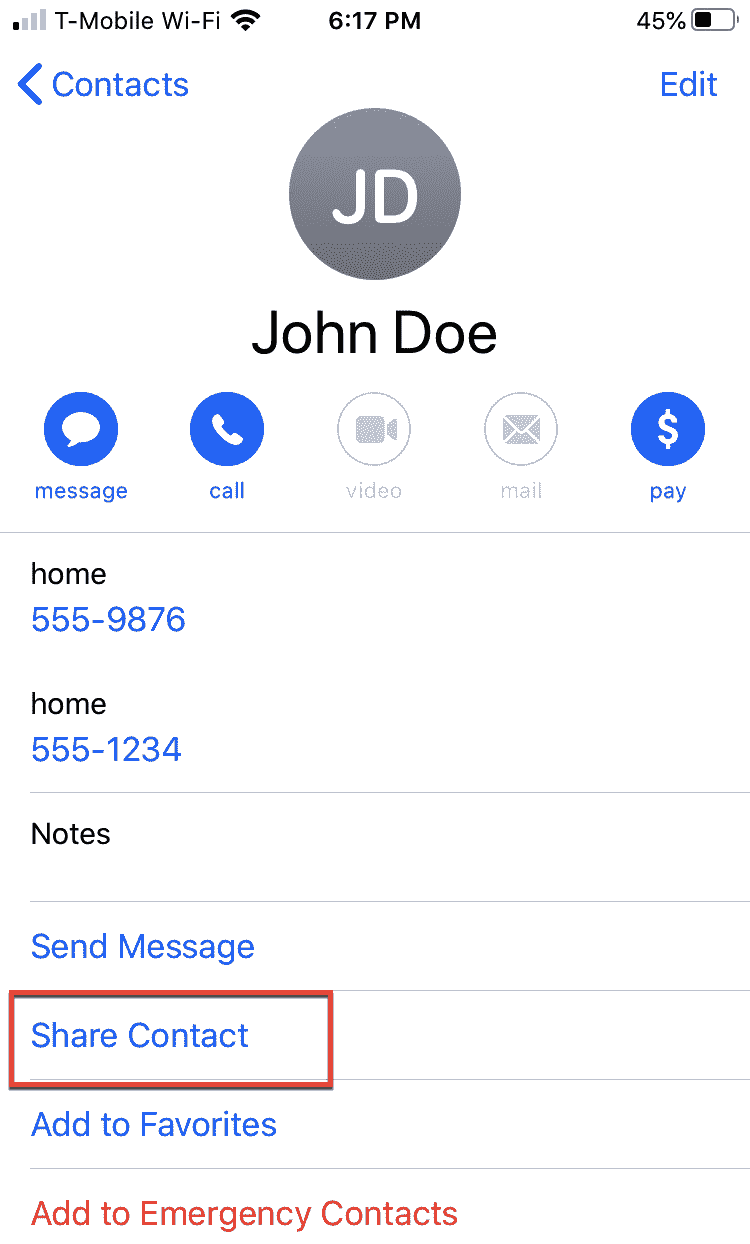 T-Mobile Wi-Fi 6:17 PM 45%
Contacts Edit
JD
John Doe
message call video mail pay
home
555-9876
home
555-1234
Notes
Send Message
Share Contact
Add to Favorites
Add to Emergency Contacts